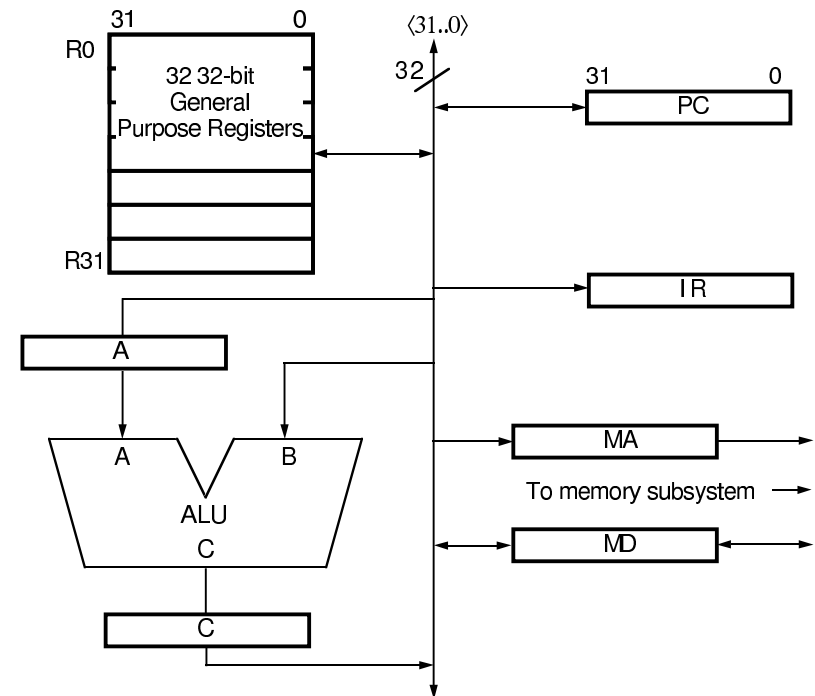 31 0
⟨31..0⟩
R0
32 32-bit
General
Purpose Registers
R31
32
31 0
PC
IR
A
A B
ALU
C
C
MA
To memory subsystem
MD